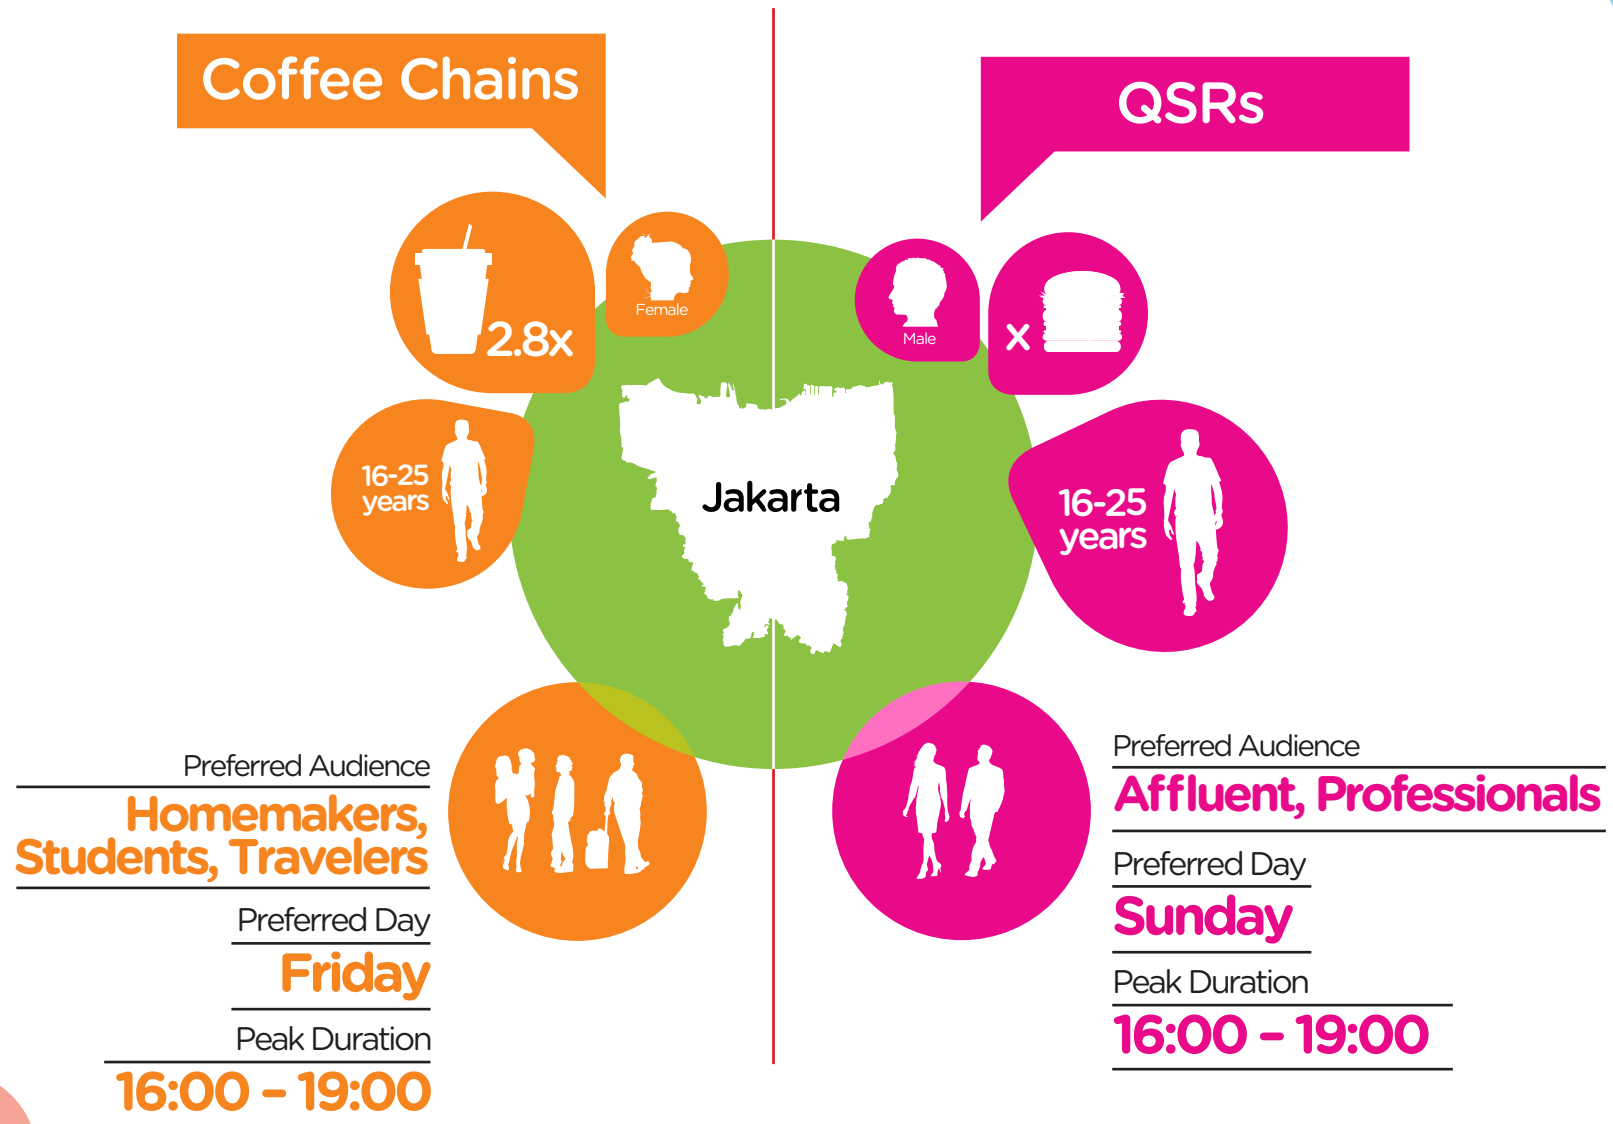 Coffee Chains
2.8x
Female
16-25
years
Preferred Audience
Homemakers,
Students, Travelers
Preferred Day
Friday
Peak Duration
16:00 – 19:00
Jakarta
QSRs
Male
x
16-25
years
Preferred Audience
Affluent, Professionals
Preferred Day
Sunday
Peak Duration
16:00 – 19:00